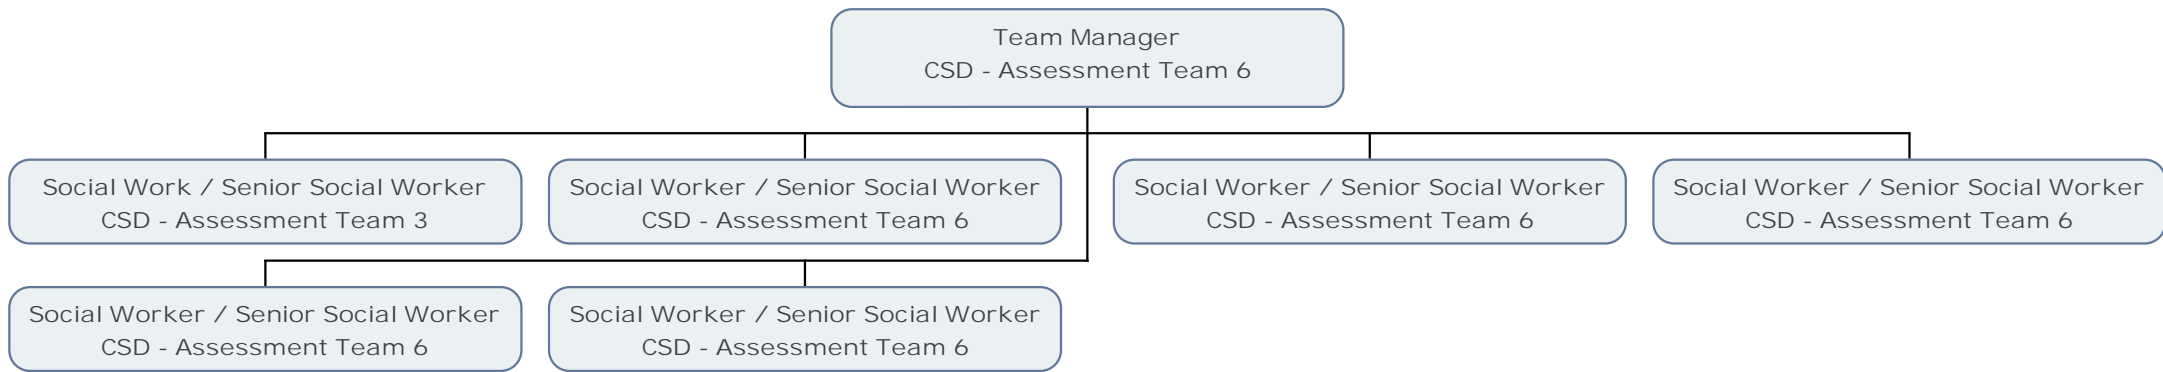 Team Manager
CSD - Assessment Team 6
Social Work / Senior Social Worker
CSD - Assessment Team 3
Social Worker / Senior Social Worker
CSD - Assessment Team 6
Social Worker / Senior Social Worker
CSD - Assessment Team 6
Social Worker / Senior Social Worker
CSD - Assessment Team 6
Social Worker / Senior Social Worker
CSD - Assessment Team 6
Social Worker / Senior Social Worker
CSD - Assessment Team 6